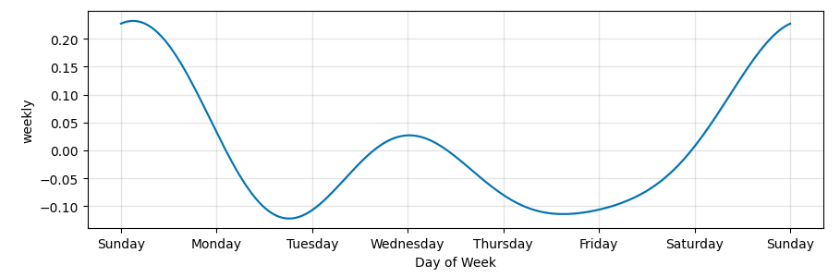 weekly
0.20
0.15
0.10
0.05
0.00
−0.05
−0.10
Sunday Monday Tuesday Wednesday Thursday Friday Saturday Sunday
Day of Week